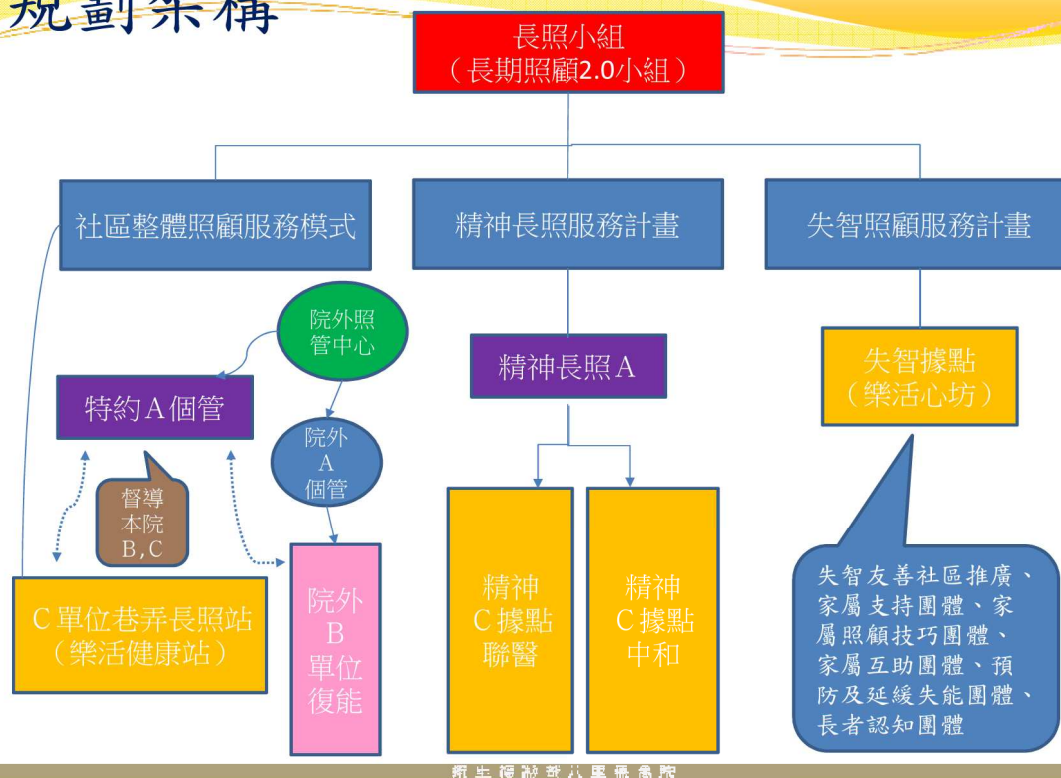 規劃架構
長照小組
（長期照顧2.0小組）
社區整體照顧服務模式
精神長照服務計畫
失智照顧服務計畫
院外照
管中心
特約A個管
院外
A
個管
督導
本院
B,C
C單位巷弄長照站
（樂活健康站）
院外
B
單位
復能
精神長照A
精神
C據點
聯醫
精神
C據點
中和
失智據點
（樂活心坊）
失智友善社區推廣、
家屬支持團體、家
屬照顧技巧團體、
家屬互助團體、預
防及延緩失能團體、
長者認知團體